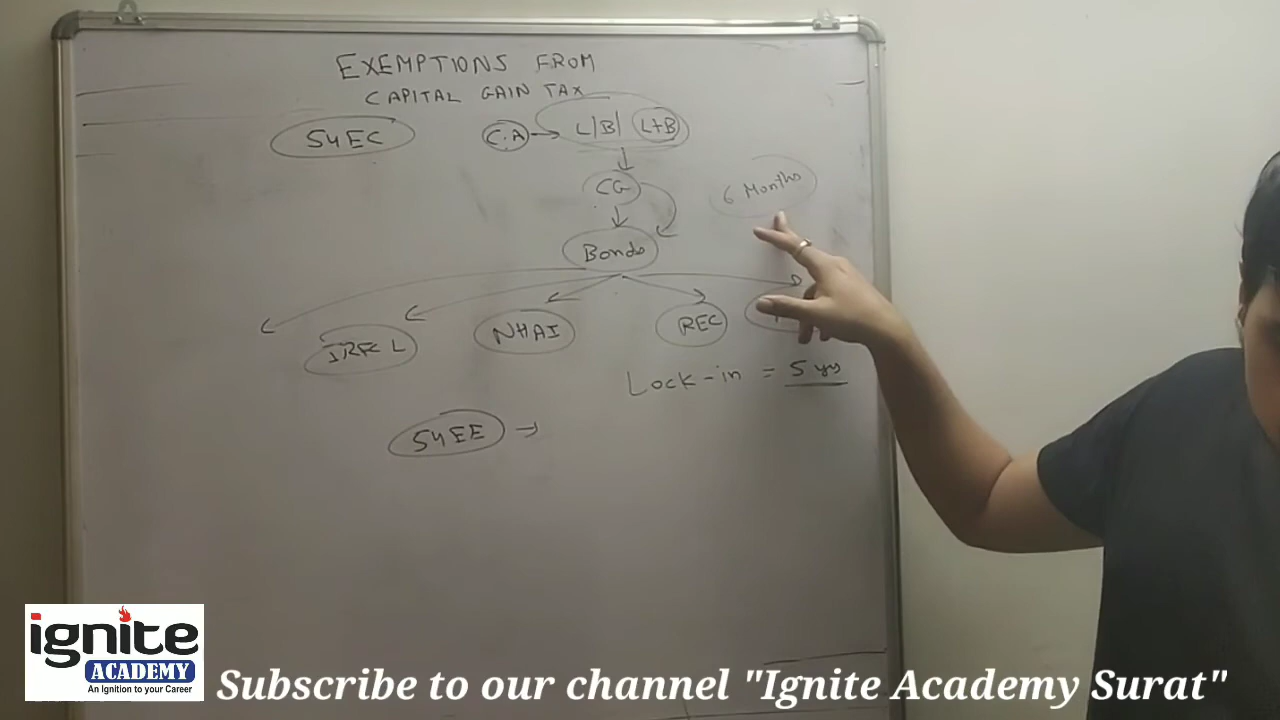 EXEMPTIONS FROM
CAPITAL GAIN TAX
54EC
C.A → L/B/ L+B
CG
6 Months
Bonds
IRFCL
NHAI
REC
Lock-in = 5 yrs
54EE →
ignite
ACADEMY
An Ignition to your Career
Subscribe to our channel "Ignite Academy Surat"